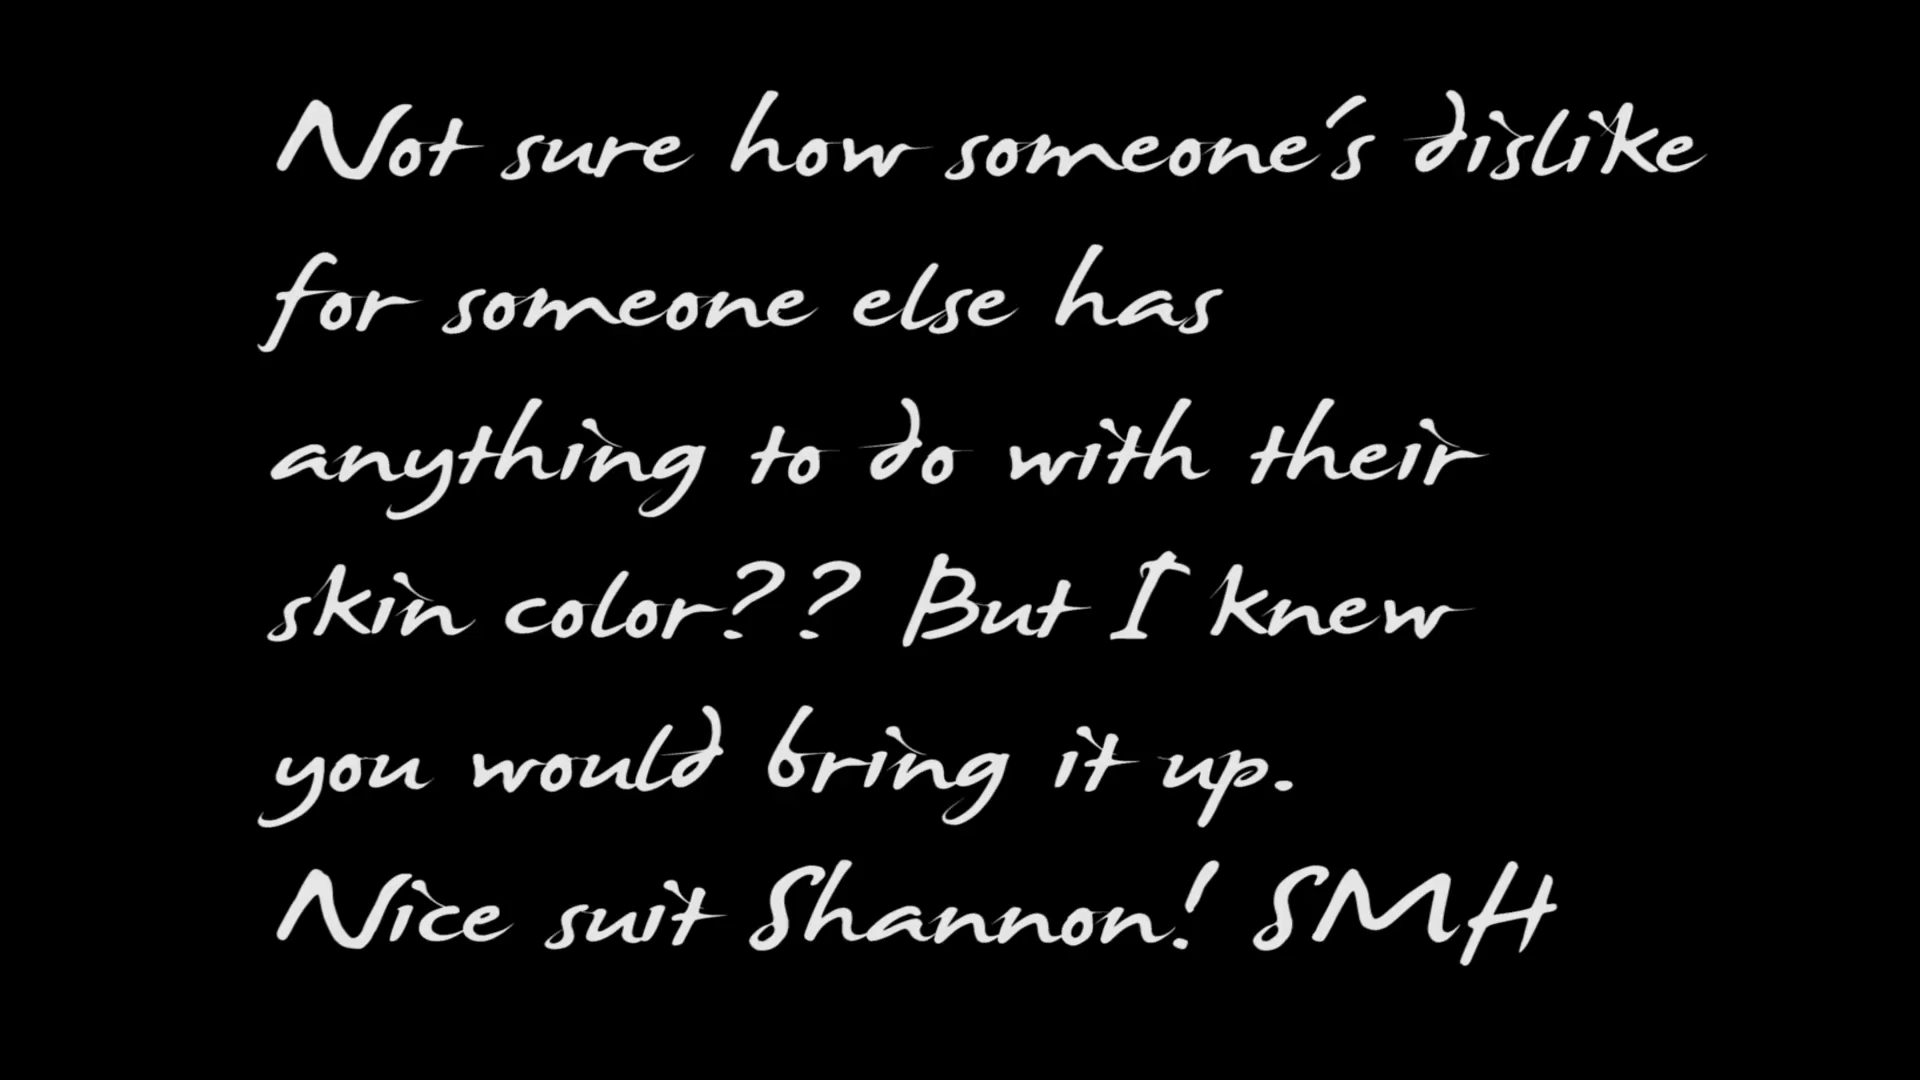 Not sure how someone's dislike
for someone else has
anything to do with their
skin color?? But I knew
you would bring it up.
Nice suit Shannon! SMH